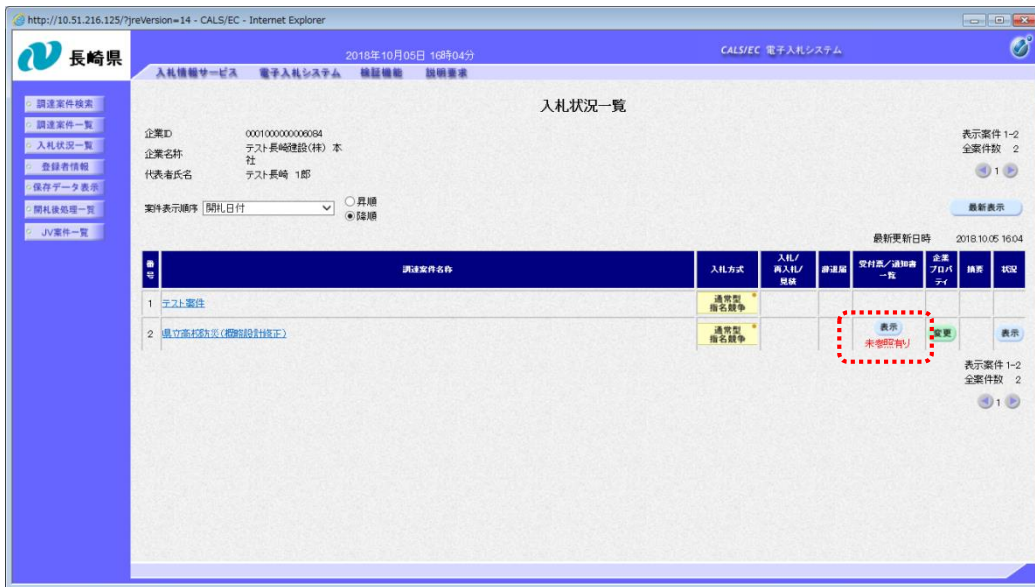 http://10.51.216.125/?jreVersion=14 - CALS/EC - Internet Explorer
長崎県
2018年10月05日 16時04分
CALS/EC 電子入札システム
入札情報サービス 電子入札システム 検証機能 説明要求
調達案件検索
調達案件一覧
入札状況一覧
登録者情報
保存データ表示
開札後処理一覧
JV案件一覧
入札状況一覧
企業ID 0001000000006084
企業名称 テスト長崎建設(株) 本
社
代表者氏名 テスト長崎 1郎
表示案件 1-2
全案件数 2
1
案件表示順序 開札日付
昇順
降順
最新表示
最新更新日時 2018.10.05 16:04
番号 調達案件名称 入札方式 入札/再入札/見積 辞退届 受付票/通知書一覧 企業プロパティ 摘要 状況
1 テスト案件 通常型 指名競争
2 県立高校防災(概略設計修正) 通常型 指名競争 表示 未参照有り 変更 表示
表示案件 1-2
全案件数 2
1